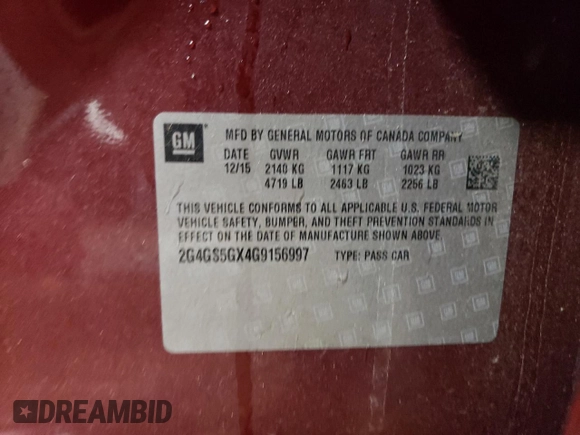 GM
MFD BY GENERAL MOTORS OF CANADA COMPANY
DATE GVWR GAWR FRT GAWR RR
12/15 2140 KG 1117 KG 1023 KG
4719 LB 2463 LB 2256 LB
THIS VEHICLE CONFORMS TO ALL APPLICABLE U.S. FEDERAL MOTOR
VEHICLE SAFETY, BUMPER, AND THEFT PREVENTION STANDARDS IN
EFFECT ON THE DATE OF MANUFACTURE SHOWN ABOVE
2G4GS5GX4G9156997 TYPE: PASS CAR
DREAMBID